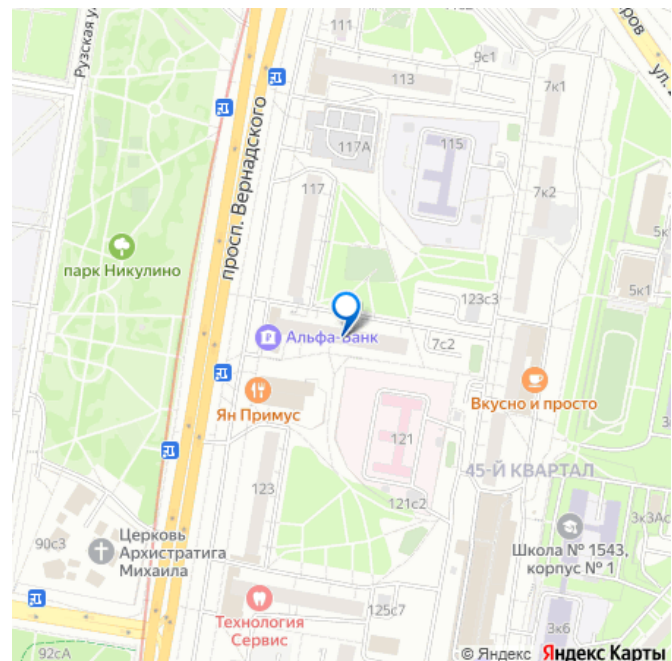 11с2
111
9с1
113
7к1
Рузская у
ров
ул.
117А
115
117
7к2
просп. Вернадского
парк Никулино
5к
5к1
123с3
Альфа-Банк
7с2
Ян Примус
Вкусно и просто
121
45-Й КВАРТАЛ
123
121с2
3к3Ас
90с3
Церковь
Архистратига
Михаила
Школа № 1543,
корпус № 1
Технология
Сервис
125с7
3к6
92сА
© Яндекс Яндекс Карты